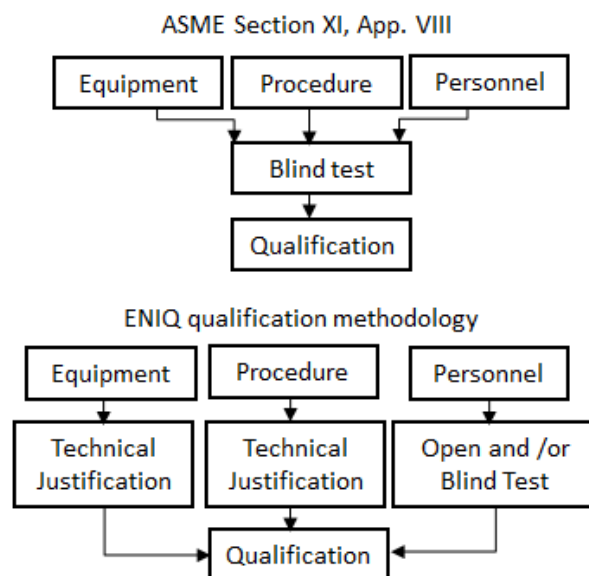 ASME Section XI, App. VIII
Equipment
Procedure
Personnel
Blind test
Qualification
ENIQ qualification methodology
Equipment
Procedure
Personnel
Technical
Justification
Technical
Justification
Open and /or
Blind Test
Qualification